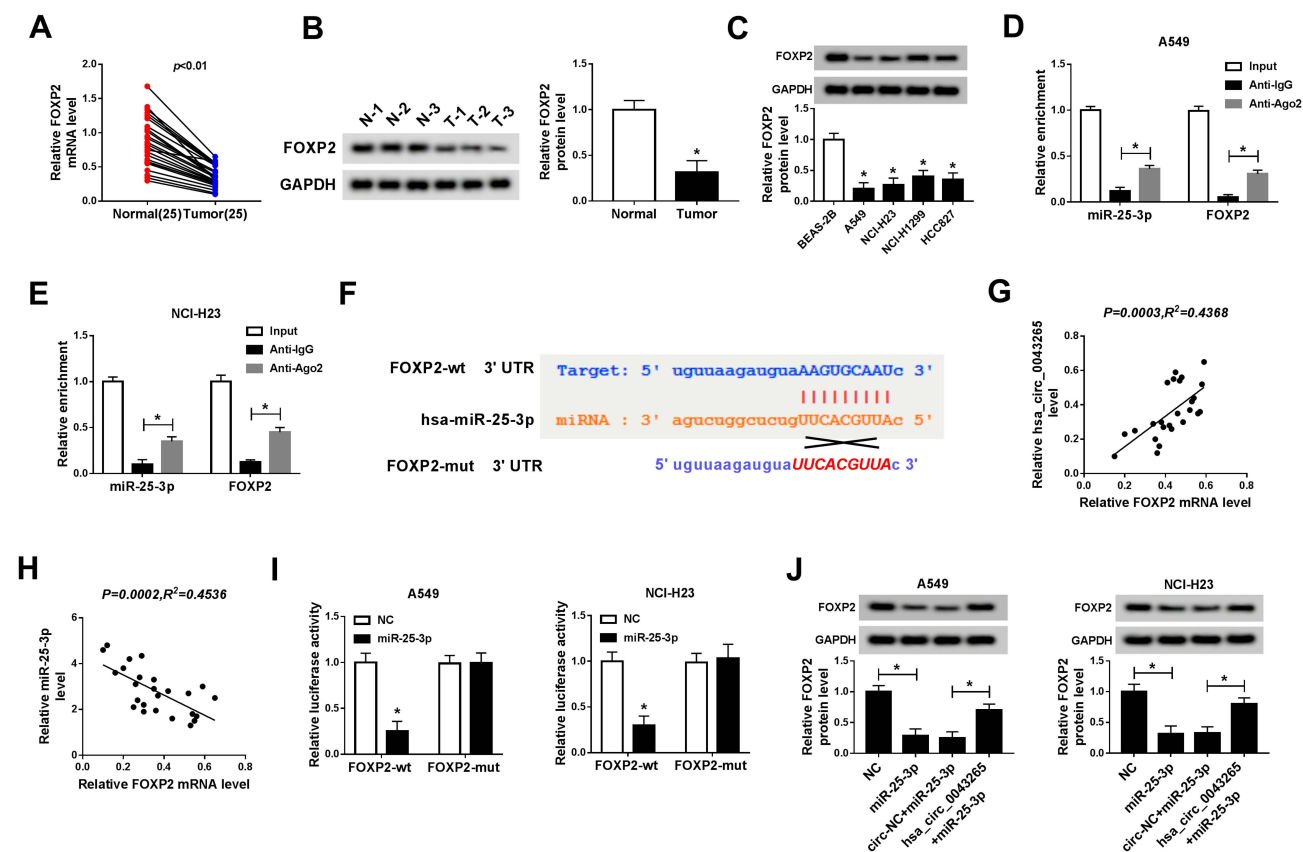 A
p<0.01
Relative FOXP2
mRNA level
2.0
1.5
1.0
0.5
0.0
Normal(25) Tumor(25)
B
N-1 N-2 N-3 T-1 T-2 T-3
FOXP2
GAPDH
Relative FOXP2
protein level
1.5
1.0
0.5
0.0
*
Normal Tumor
C
FOXP2
GAPDH
Relative FOXP2
protein level
1.5
1.0
0.5
0.0
* * * *
BEAS-2B A549 NCI-H23 NCI-H1299 HCC827
D
A549
Input
Anti-IgG
Anti-Ago2
Relative enrichment
1.5
1.0
0.5
0.0
* *
miR-25-3p FOXP2
E
NCI-H23
Input
Anti-IgG
Anti-Ago2
Relative enrichment
1.5
1.0
0.5
0.0
* *
miR-25-3p FOXP2
F
FOXP2-wt 3' UTR Target: 5' uguuaagauguaAAGUGCAAUc 3'
hsa-miR-25-3p miRNA : 3' agucuggcucugUUCACGUUAc 5'
FOXP2-mut 3' UTR 5' uguuaagauguaUUCACGUUAc 3'
G
P=0.0003,R²=0.4368
Relative hsa_circ_0043265
level
0.8
0.6
0.4
0.2
0.0
0.0 0.2 0.4 0.6 0.8
Relative FOXP2 mRNA level
H
P=0.0002,R²=0.4536
Relative miR-25-3p
level
6
4
2
0
0.0 0.2 0.4 0.6 0.8
Relative FOXP2 mRNA level
I
A549
NC
miR-25-3p
Relative luciferase activity
1.5
1.0
0.5
0.0
*
FOXP2-wt FOXP2-mut
NCI-H23
NC
miR-25-3p
Relative luciferase activity
1.5
1.0
0.5
0.0
*
FOXP2-wt FOXP2-mut
J
A549
FOXP2
GAPDH
Relative FOXP2
protein level
1.5
1.0
0.5
0.0
* *
NC
miR-25-3p
circ-NC+miR-25-3p
hsa_circ_0043265
+miR-25-3p
NCI-H23
FOXP2
GAPDH
Relative FOXP2
protein level
1.5
1.0
0.5
0.0
* *
NC
miR-25-3p
circ-NC+miR-25-3p
hsa_circ_0043265
+miR-25-3p